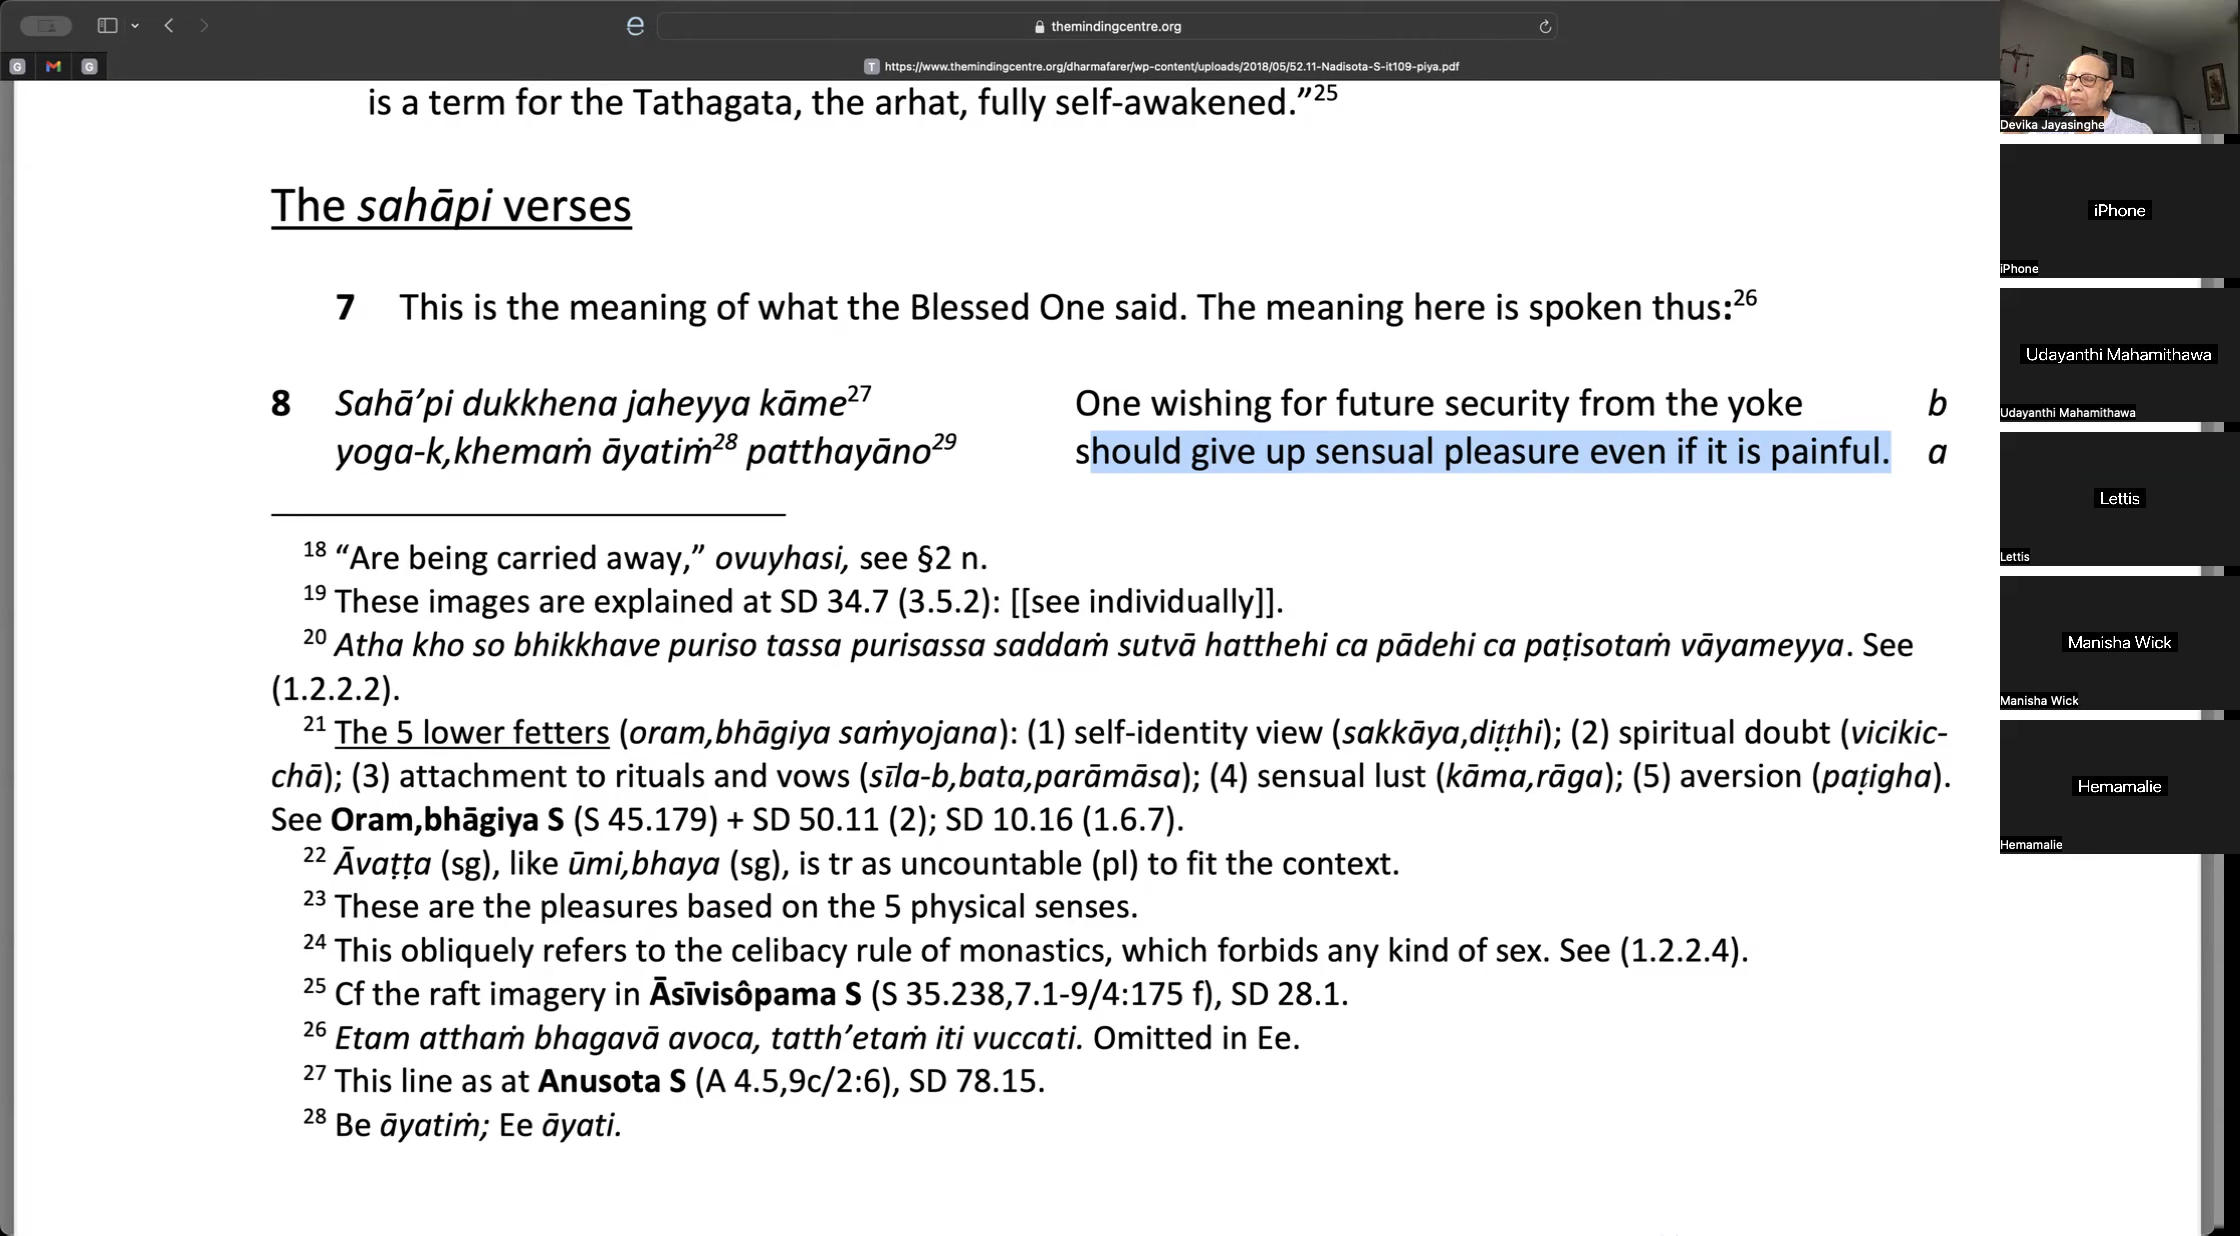 themindingcentre.org
https://www.themindingcentre.org/dharmafarer/wp-content/uploads/2018/05/52.11-Nadisota-S-it109-piya.pdf
is a term for the Tathagata, the arhat, fully self-awakened.”25
The sahāpi verses
7 This is the meaning of what the Blessed One said. The meaning here is spoken thus:26
8 Sahā’pi dukkhena jaheyya kāme27 One wishing for future security from the yoke b
yoga-k,khemaṁ āyatiṁ28 patthayāno29 should give up sensual pleasure even if it is painful. a
18 “Are being carried away,” ovuyhasi, see §2 n.
19 These images are explained at SD 34.7 (3.5.2): [[see individually]].
20 Atha kho so bhikkhave puriso tassa purisassa saddaṁ sutvā hatthehi ca pādehi ca paṭisotaṁ vāyameyya. See
(1.2.2.2).
21 The 5 lower fetters (oram,bhāgiya saṁyojana): (1) self-identity view (sakkāya,diṭṭhi); (2) spiritual doubt (vicikic-
chā); (3) attachment to rituals and vows (sīla-b,bata,parāmāsa); (4) sensual lust (kāma,rāga); (5) aversion (paṭigha).
See Oram,bhāgiya S (S 45.179) + SD 50.11 (2); SD 10.16 (1.6.7).
22 Āvaṭṭa (sg), like ūmi,bhaya (sg), is tr as uncountable (pl) to fit the context.
23 These are the pleasures based on the 5 physical senses.
24 This obliquely refers to the celibacy rule of monastics, which forbids any kind of sex. See (1.2.2.4).
25 Cf the raft imagery in Āsīvisôpama S (S 35.238,7.1-9/4:175 f), SD 28.1.
26 Etam atthaṁ bhagavā avoca, tatth’etaṁ iti vuccati. Omitted in Ee.
27 This line as at Anusota S (A 4.5,9c/2:6), SD 78.15.
28 Be āyatiṁ; Ee āyati.
Devika Jayasinghe
iPhone
iPhone
Udayanthi Mahamithawa
Udayanthi Mahamithawa
Lettis
Lettis
Manisha Wick
Manisha Wick
Hemamalie
Hemamalie